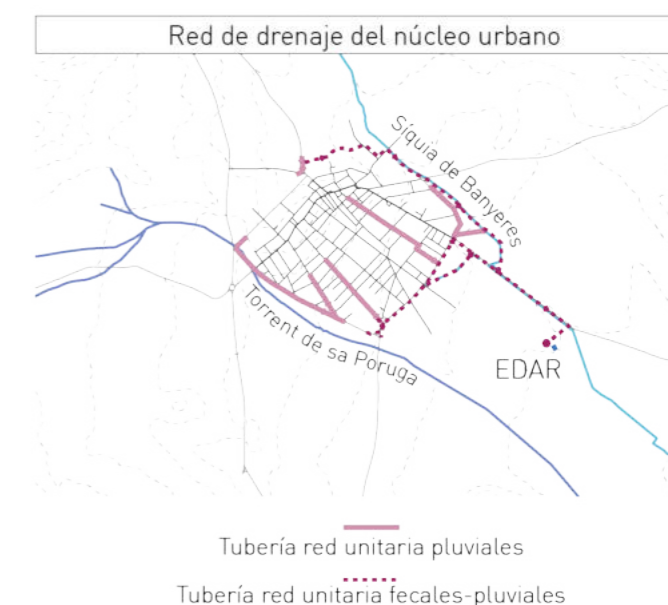 Red de drenaje del núcleo urbano
Síquia de Banyeres
Torrent de sa Poruga
EDAR
Tubería red unitaria pluviales
Tubería red unitaria fecales-pluviales